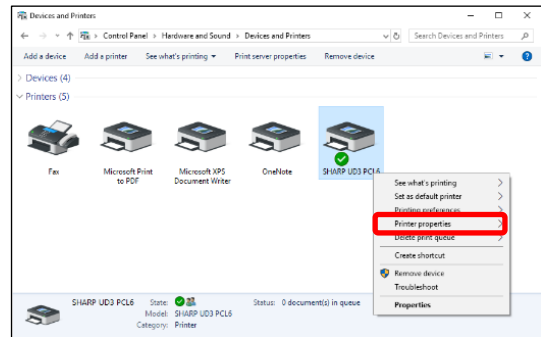 Devices and Printers
Control Panel > Hardware and Sound > Devices and Printers
Search Devices and Printers
Add a device Add a printer See what's printing Print server properties Remove device
Devices (4)
Printers (5)
Fax
Microsoft Print
to PDF
Microsoft XPS
Document Writer
OneNote
SHARP UD3 PCL6
See what's printing
Set as default printer
Printing preferences
Printer properties
Delete print queue
Create shortcut
Remove device
Troubleshoot
Properties
SHARP UD3 PCL6 State: Status: 0 document(s) in queue
Model: SHARP UD3 PCL6
Category: Printer